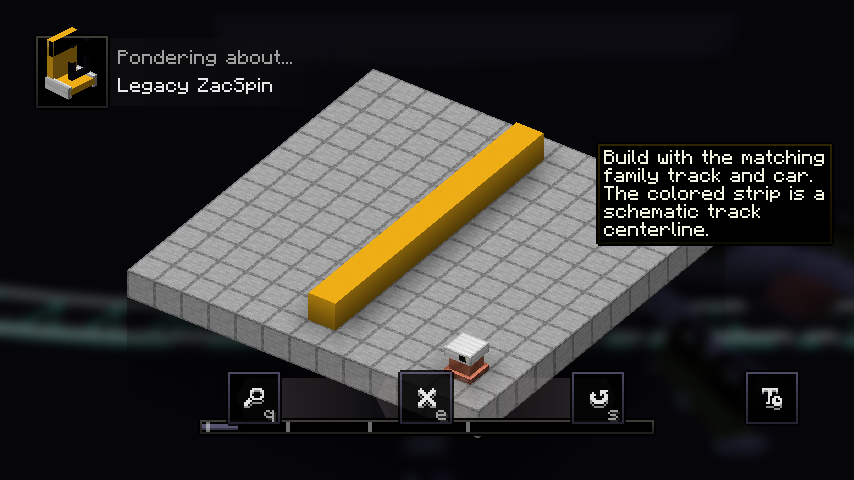 Pondering about...
Legacy ZacSpin
Build with the matching
family track and car.
The colored strip is a
schematic track
centerline.
q
e
s